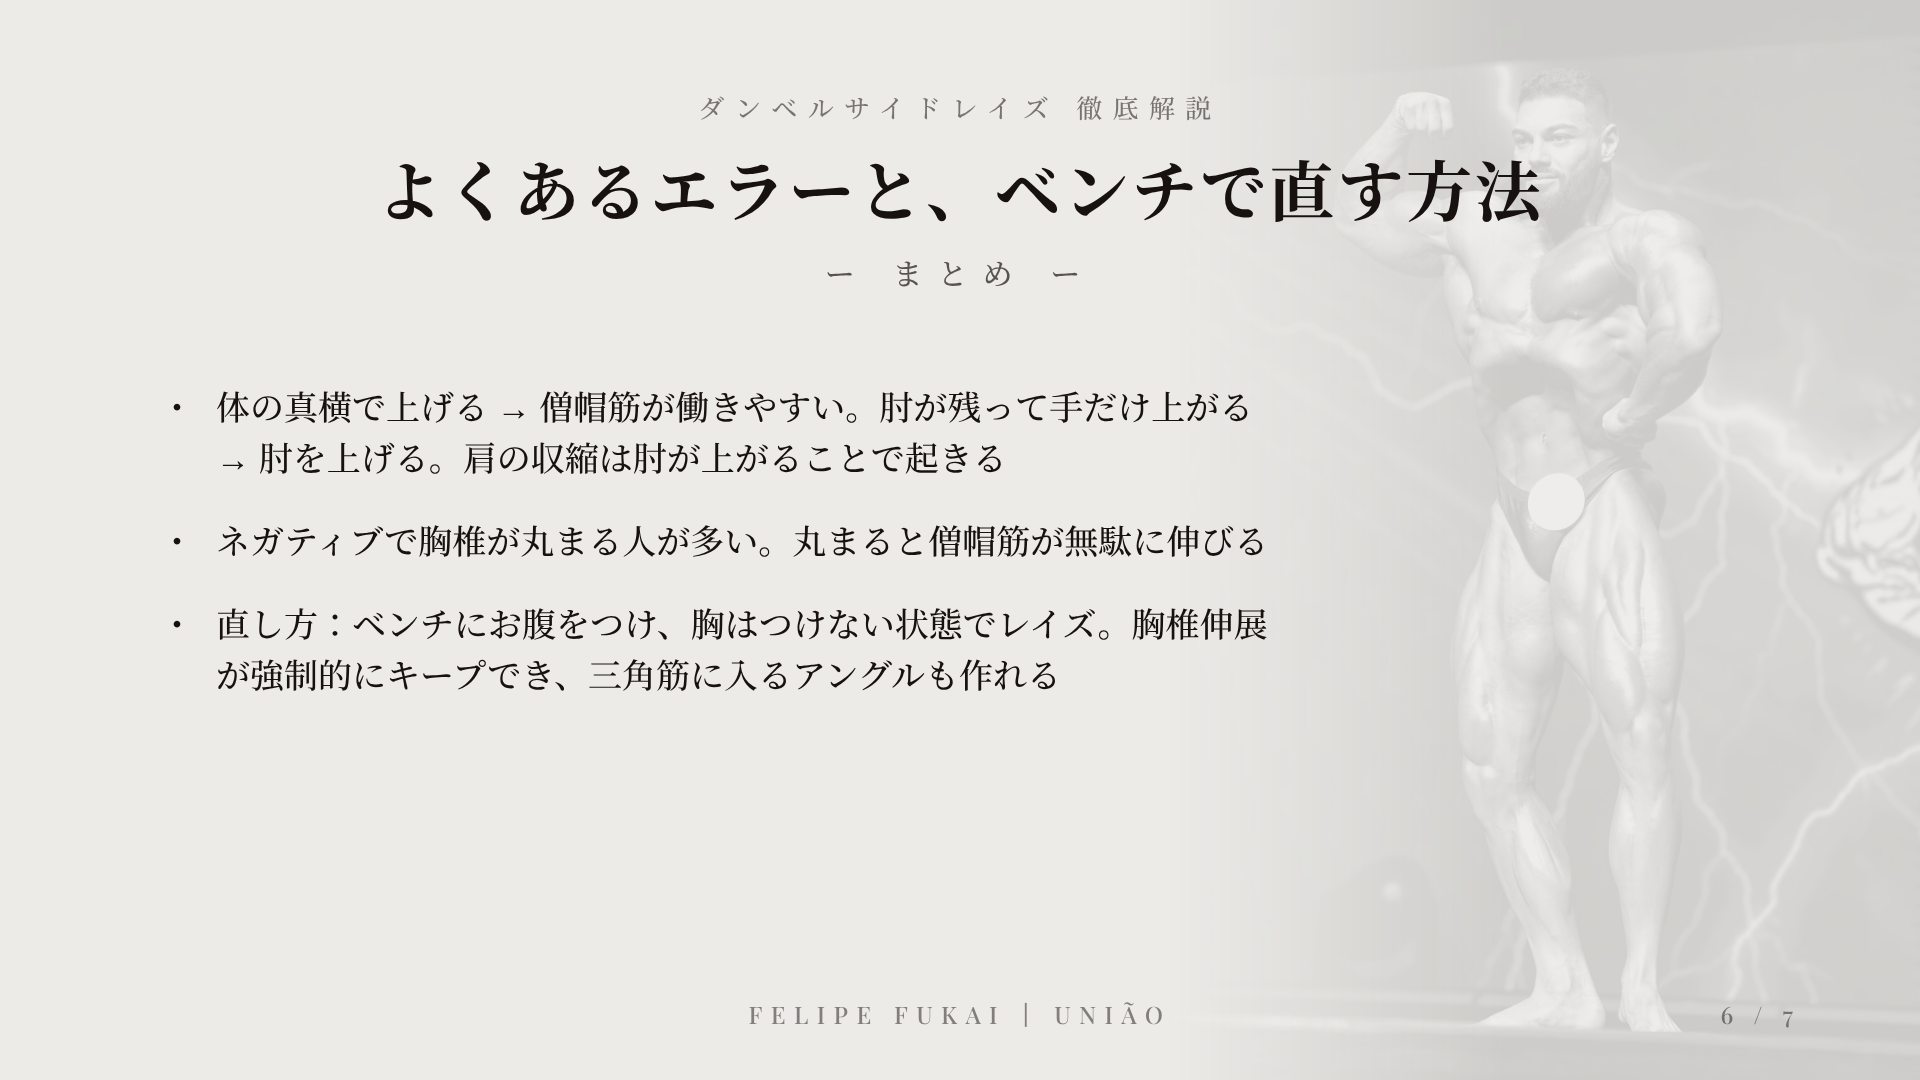 ダンベルサイドレイズ 徹底解説
よくあるエラーと、ベンチで直す方法
ー まとめ ー
・ 体の真横で上げる → 僧帽筋が働きやすい。肘が残って手だけ上がる
→ 肘を上げる。肩の収縮は肘が上がることで起きる
・ ネガティブで胸椎が丸まる人が多い。丸まると僧帽筋が無駄に伸びる
・ 直し方：ベンチにお腹をつけ、胸はつけない状態でレイズ。胸椎伸展
が強制的にキープでき、三角筋に入るアングルも作れる
FELIPE FUKAI | UNIÃO
6 / 7